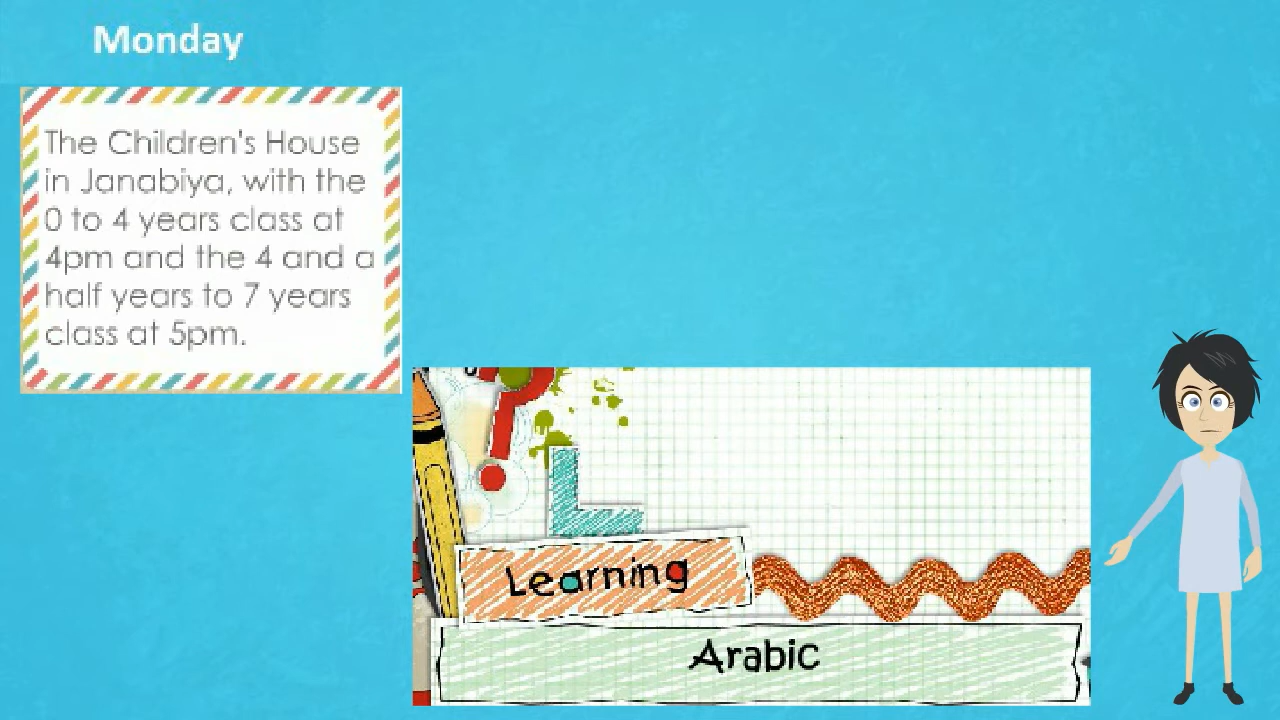 Monday
The Children's House
in Janabiya, with the
0 to 4 years class at
4pm and the 4 and a
half years to 7 years
class at 5pm.
L
Learning
Arabic